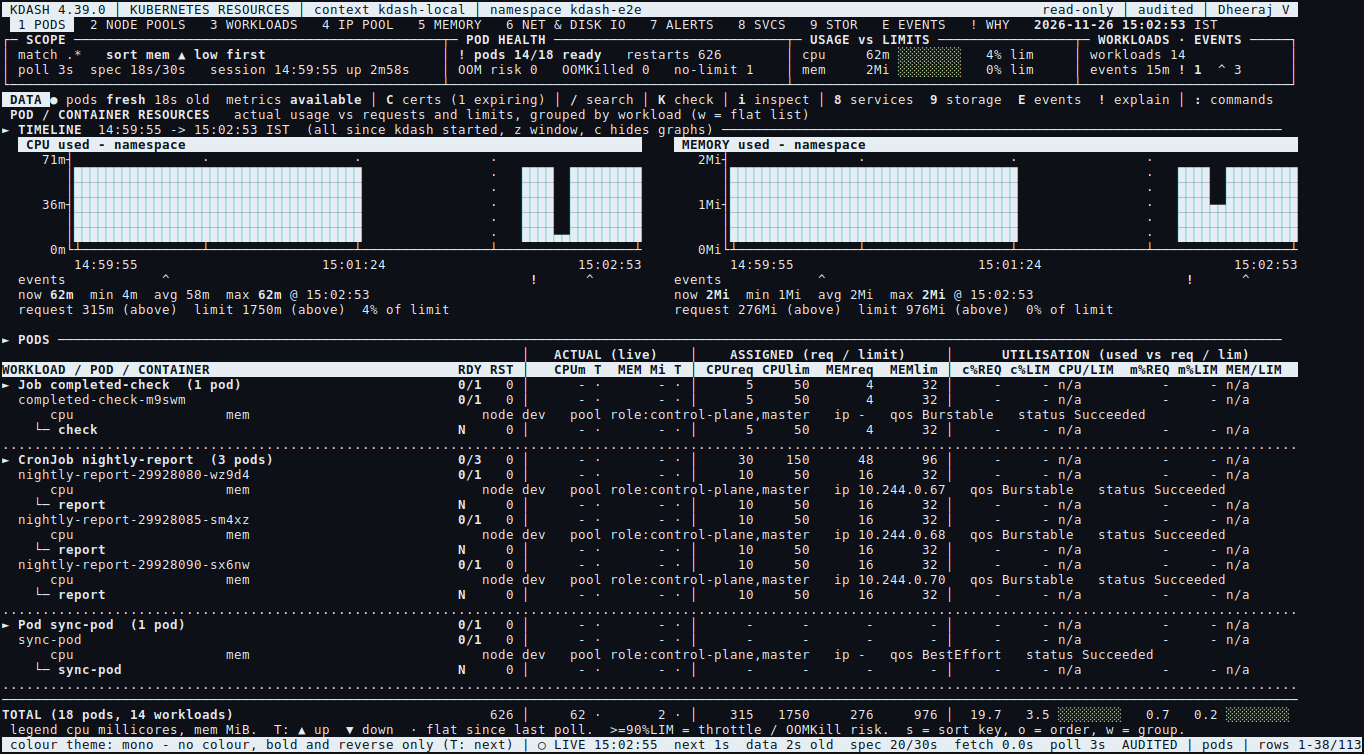 KDASH 4.39.0 │ KUBERNETES RESOURCES │ context kdash-local │ namespace kdash-e2e read-only │ audited │ Dheeraj V
1 PODS 2 NODE POOLS 3 WORKLOADS 4 IP POOL 5 MEMORY 6 NET & DISK IO 7 ALERTS 8 SVCS 9 STOR E EVENTS ! WHY 2026-11-26 15:02:53 IST
SCOPE POD HEALTH USAGE vs LIMITS WORKLOADS · EVENTS
match .* sort mem ▲ low first │ ! pods 14/18 ready restarts 626 │ cpu 62m 4% lim │ workloads 14
poll 3s spec 18s/30s session 14:59:55 up 2m58s │ OOM risk 0 OOMKilled 0 no-limit 1 │ mem 2Mi 0% lim │ events 15m ! 1 ^ 3
DATA ● pods fresh 18s old metrics available │ C certs (1 expiring) │ / search │ K check │ i inspect │ 8 services 9 storage E events ! explain │ : commands
POD / CONTAINER RESOURCES actual usage vs requests and limits, grouped by workload (w = flat list)
► TIMELINE 14:59:55 -> 15:02:53 IST (all since kdash started, z window, c hides graphs)
CPU used - namespace MEMORY used - namespace
71m 2Mi
36m 1Mi
0m 0Mi
14:59:55 15:01:24 15:02:53 14:59:55 15:01:24 15:02:53
events ^ ! ^ events ^ ! ^
now 62m min 4m avg 58m max 62m @ 15:02:53 now 2Mi min 1Mi avg 2Mi max 2Mi @ 15:02:53
request 315m (above) limit 1750m (above) 4% of limit request 276Mi (above) limit 976Mi (above) 0% of limit
► PODS
│ ACTUAL (live) │ ASSIGNED (req / limit) │ UTILISATION (used vs req / lim)
WORKLOAD / POD / CONTAINER RDY RST │ CPUm T MEM Mi T │ CPUreq CPUlim MEMreq MEMlim │ c%REQ c%LIM CPU/LIM m%REQ m%LIM MEM/LIM
► Job completed-check (1 pod) 0/1 0 │ - · - · │ 5 50 4 32 │ - - n/a - - n/a
completed-check-m9swm 0/1 0 │ - · - · │ 5 50 4 32 │ - - n/a - - n/a
cpu mem node dev pool role:control-plane,master ip - qos Burstable status Succeeded
└─ check N 0 │ - · - · │ 5 50 4 32 │ - - n/a - - n/a
► CronJob nightly-report (3 pods) 0/3 0 │ - · - · │ 30 150 48 96 │ - - n/a - - n/a
nightly-report-29928080-wz9d4 0/1 0 │ - · - · │ 10 50 16 32 │ - - n/a - - n/a
cpu mem node dev pool role:control-plane,master ip 10.244.0.67 qos Burstable status Succeeded
└─ report N 0 │ - · - · │ 10 50 16 32 │ - - n/a - - n/a
nightly-report-29928085-sm4xz 0/1 0 │ - · - · │ 10 50 16 32 │ - - n/a - - n/a
cpu mem node dev pool role:control-plane,master ip 10.244.0.68 qos Burstable status Succeeded
└─ report N 0 │ - · - · │ 10 50 16 32 │ - - n/a - - n/a
nightly-report-29928090-sx6nw 0/1 0 │ - · - · │ 10 50 16 32 │ - - n/a - - n/a
cpu mem node dev pool role:control-plane,master ip 10.244.0.70 qos Burstable status Succeeded
└─ report N 0 │ - · - · │ 10 50 16 32 │ - - n/a - - n/a
► Pod sync-pod (1 pod) 0/1 0 │ - · - · │ - - - - │ - - n/a - - n/a
sync-pod 0/1 0 │ - · - · │ - - - - │ - - n/a - - n/a
cpu mem node dev pool role:control-plane,master ip - qos BestEffort status Succeeded
└─ sync-pod N 0 │ - · - · │ - - - - │ - - n/a - - n/a
TOTAL (18 pods, 14 workloads) 626 │ 62 · 2 · │ 315 1750 276 976 │ 19.7 3.5 0.7 0.2
legend cpu millicores, mem MiB. T: ▲ up ▼ down · flat since last poll. >=90%LIM = throttle / OOMKill risk. s = sort key, o = order, w = group.
colour theme: mono - no colour, bold and reverse only (T: next) │ ○ LIVE 15:02:55 next 1s data 2s old spec 20/30s fetch 0.0s poll 3s AUDITED │ pods │ rows 1-38/113